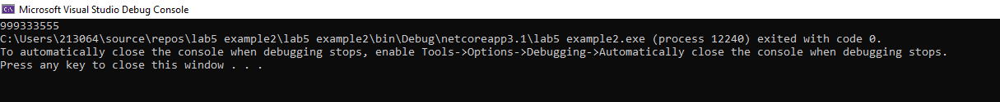 Microsoft Visual Studio Debug Console
999333555
C:\Users\213064\source\repos\lab5 example2\lab5 example2\bin\Debug\netcoreapp3.1\lab5 example2.exe (process 12240) exited with code 0.
To automatically close the console when debugging stops, enable Tools->Options->Debugging->Automatically close the console when debugging stops.
Press any key to close this window . . .